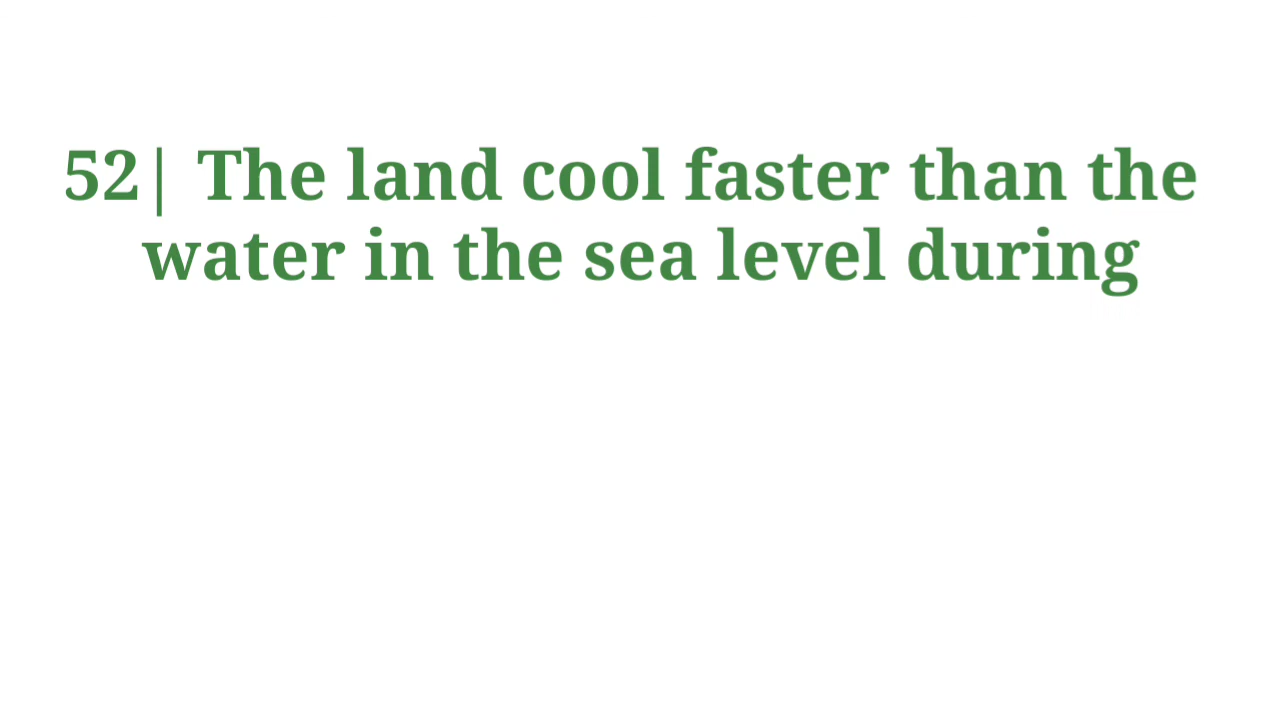 52| The land cool faster than the
water in the sea level during